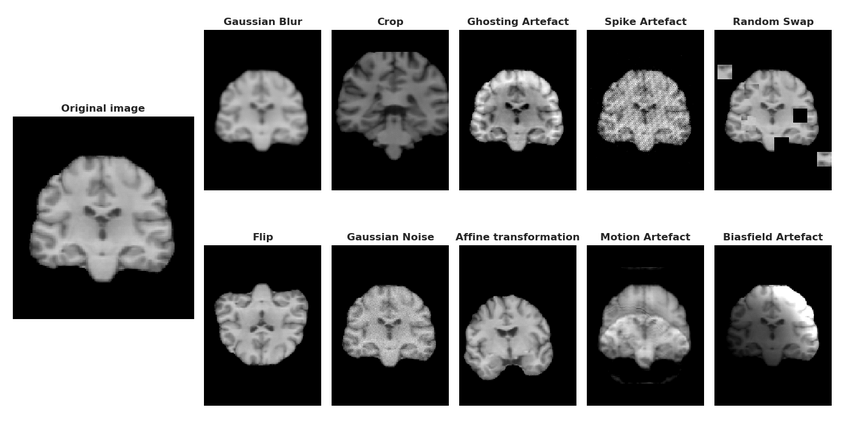 Original image
Gaussian Blur
Crop
Ghosting Artefact
Spike Artefact
Random Swap
Flip
Gaussian Noise
Affine transformation
Motion Artefact
Biasfield Artefact